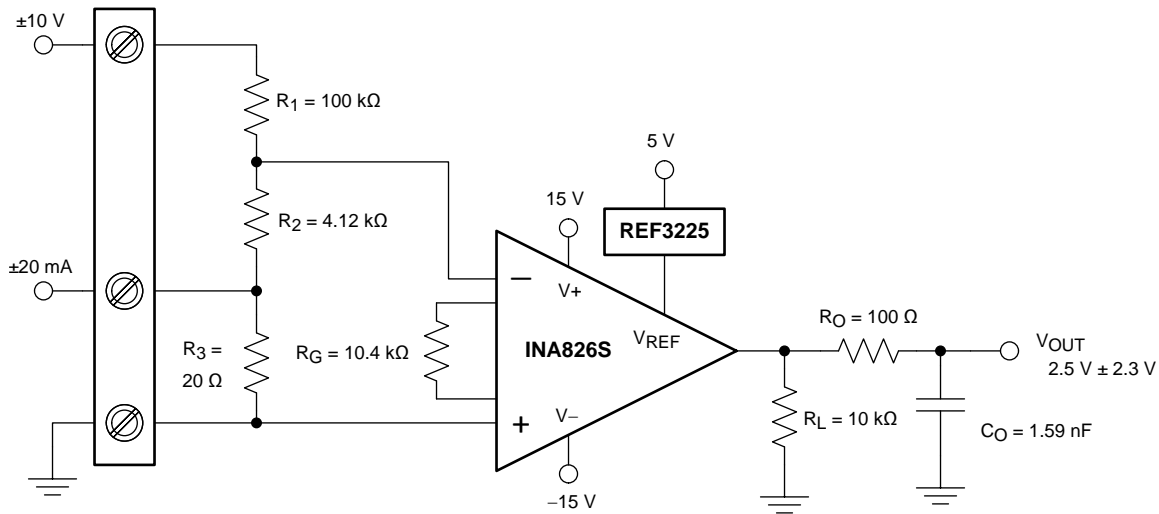 ±10 V
R1 = 100 kΩ
5 V
R2 = 4.12 kΩ
15 V
REF3225
±20 mA
−
V+
R3 =
20 Ω
RG = 10.4 kΩ
INA826S
VREF
RO = 100 Ω
VOUT
2.5 V ± 2.3 V
+
V−
RL = 10 kΩ
CO = 1.59 nF
−15 V